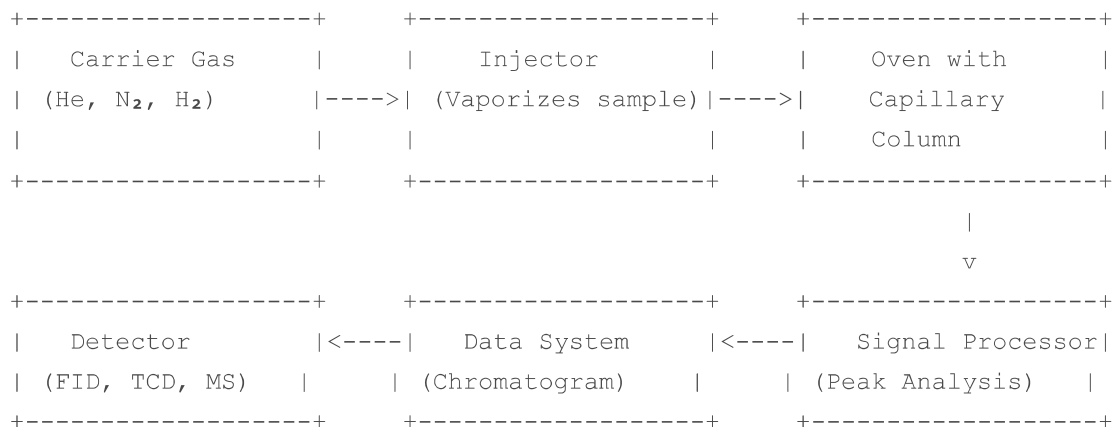 +-------------------+      +-------------------+      +-------------------+
|   Carrier Gas     |      |    Injector       |      |    Oven with
| (He, N₂, H₂)      |---->| (Vaporizes sample)|---->|    Capillary      |
|                   |      |                   |      |    Column         |
+-------------------+      +-------------------+      +-------------------+
|
v
+-------------------+      +-------------------+      +-------------------+
|   Detector        |<----|   Data System     |<----|   Signal Processor|
| (FID, TCD, MS)    |     | (Chromatogram)     |     | (Peak Analysis)    |
+-------------------+      +-------------------+      +-------------------+